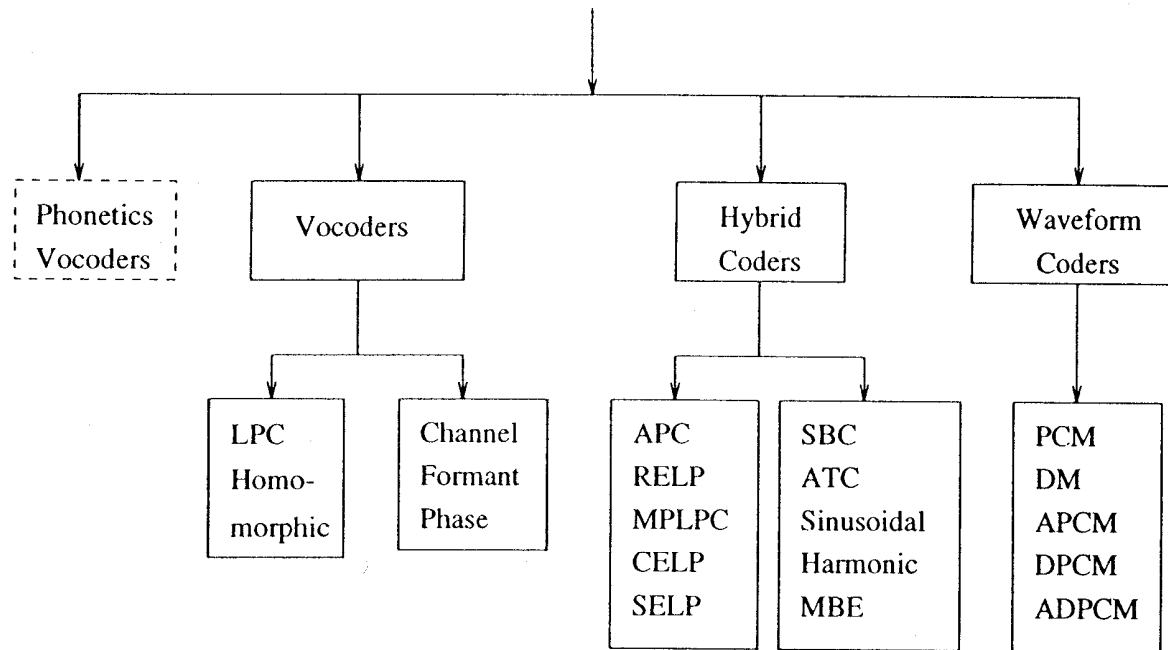 Phonetics
Vocoders
Vocoders
Hybrid
Coders
Waveform
Coders
LPC
Homo-
morphic
Channel
Formant
Phase
APC
RELP
MPLPC
CELP
SELP
SBC
ATC
Sinusoidal
Harmonic
MBE
PCM
DM
APCM
DPCM
ADPCM